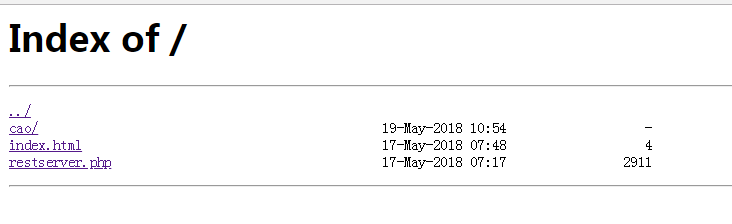 Index of /
../
cao/ 19-May-2018 10:54 -
index.html 17-May-2018 07:48 4
restserver.php 17-May-2018 07:17 2911